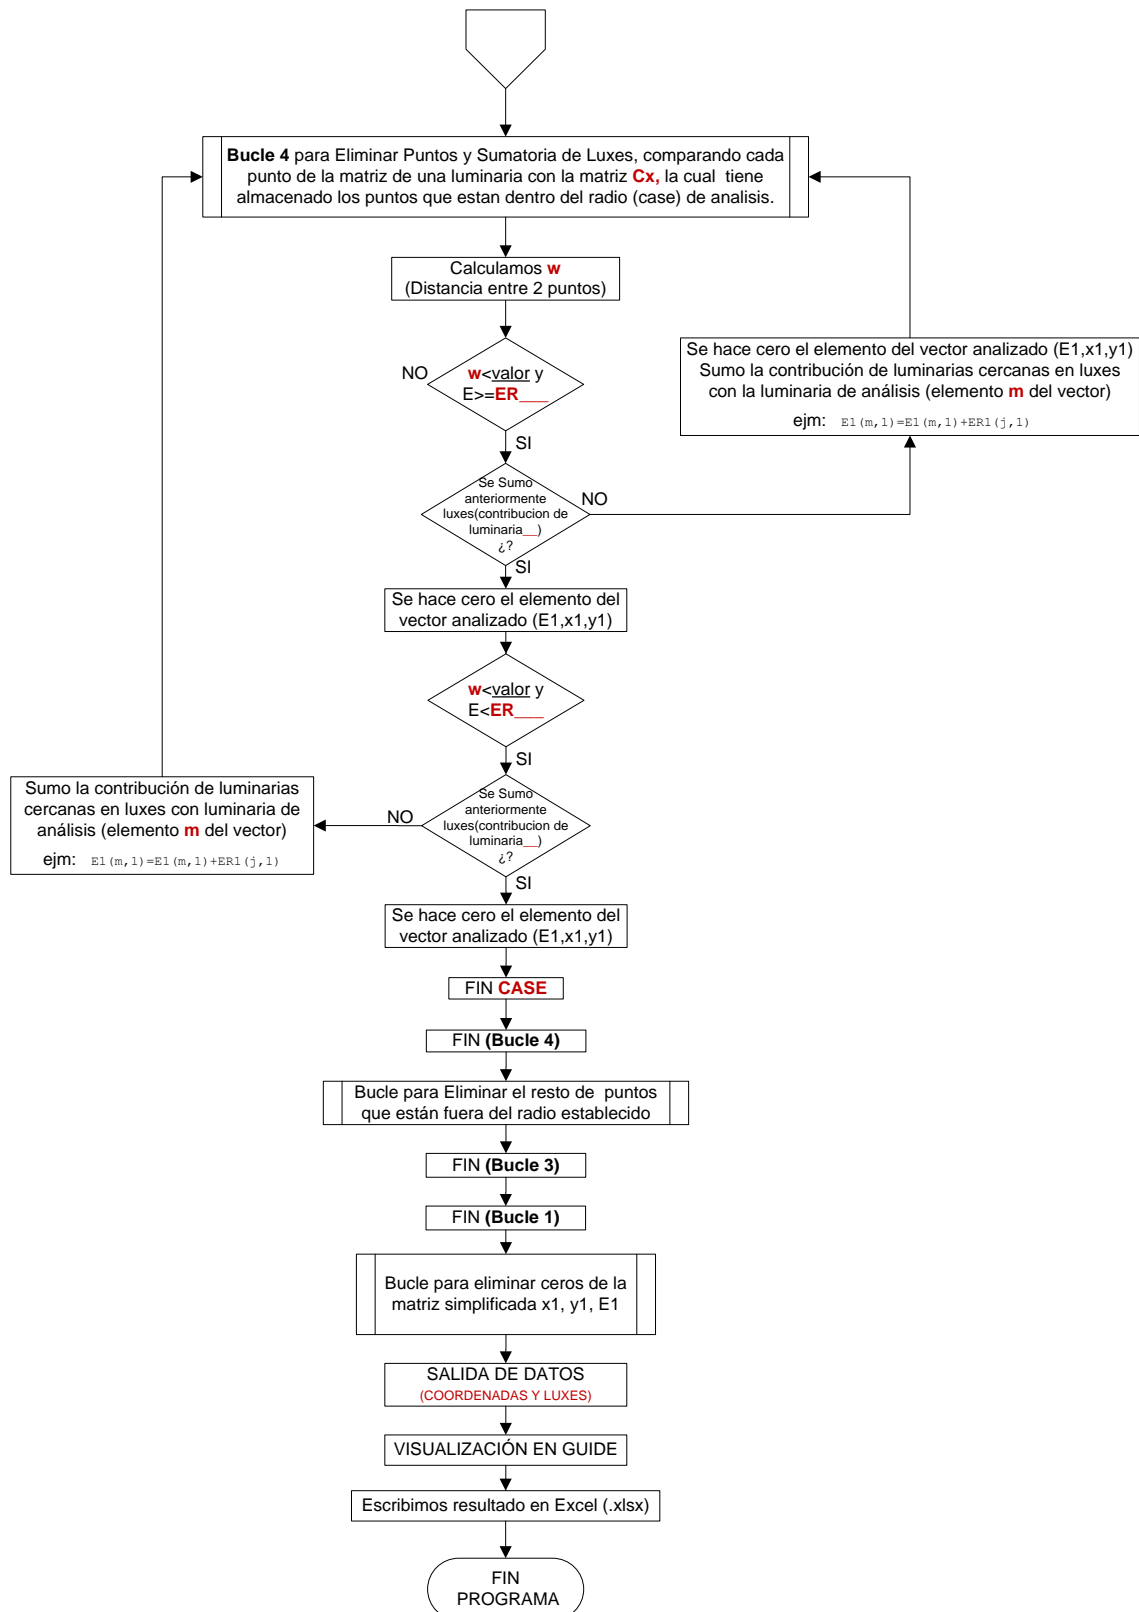 Bucle 4 para Eliminar Puntos y Sumatoria de Luxes, comparando cada
punto de la matriz de una luminaria con la matriz Cx, la cual tiene
almacenado los puntos que estan dentro del radio (case) de analisis.
Calculamos w
(Distancia entre 2 puntos)
NO
w<valor y
E>=ER___
SI
Se hace cero el elemento del vector analizado (E1,x1,y1)
Sumo la contribución de luminarias cercanas en luxes
con la luminaria de análisis (elemento m del vector)
ejm: E1(m,1)=E1(m,1)+ER1(j,1)
Se Sumo
anteriormente
luxes(contribucion de
luminaria__)
¿?
NO
SI
Se hace cero el elemento del
vector analizado (E1,x1,y1)
w<valor y
E<ER___
SI
Sumo la contribución de luminarias
cercanas en luxes con luminaria de
análisis (elemento m del vector)
ejm: E1(m,1)=E1(m,1)+ER1(j,1)
NO
Se Sumo
anteriormente
luxes(contribucion de
luminaria__)
¿?
SI
Se hace cero el elemento del
vector analizado (E1,x1,y1)
FIN CASE
FIN (Bucle 4)
Bucle para Eliminar el resto de puntos
que están fuera del radio establecido
FIN (Bucle 3)
FIN (Bucle 1)
Bucle para eliminar ceros de la
matriz simplificada x1, y1, E1
SALIDA DE DATOS
(COORDENADAS Y LUXES)
VISUALIZACIÓN EN GUIDE
Escribimos resultado en Excel (.xlsx)
FIN
PROGRAMA